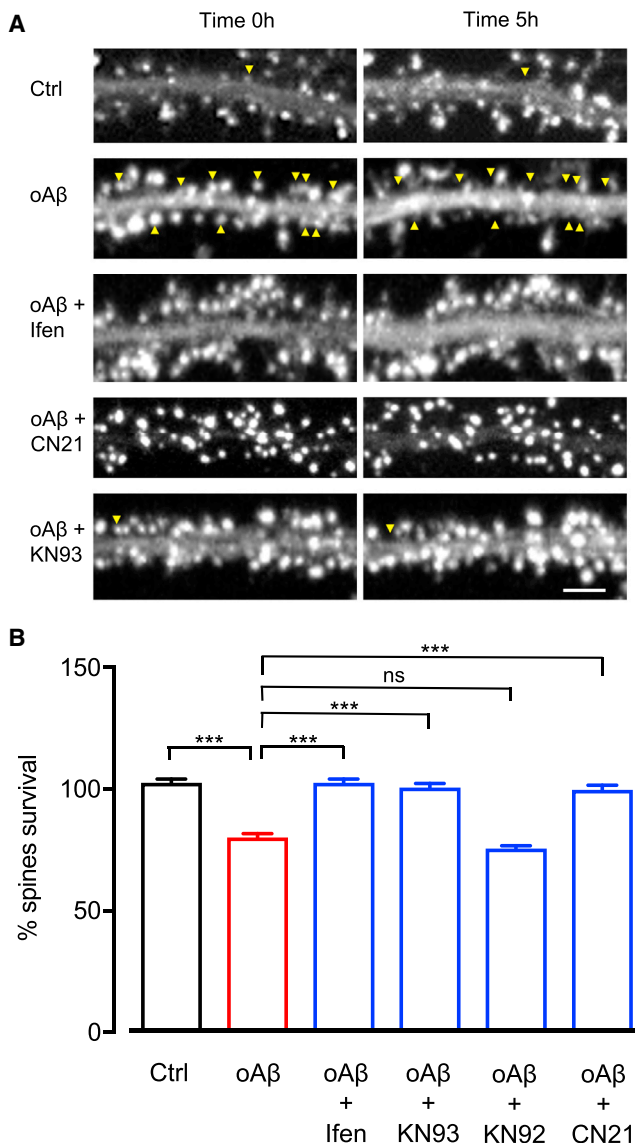 A
Time 0h Time 5h
Ctrl
oAβ
oAβ +
Ifen
oAβ +
CN21
oAβ +
KN93
B
150
100
50
0
% spines survival
***
ns
***
*** ***
Ctrl oAβ oAβ oAβ oAβ oAβ
+ + + +
Ifen KN93 KN92 CN21